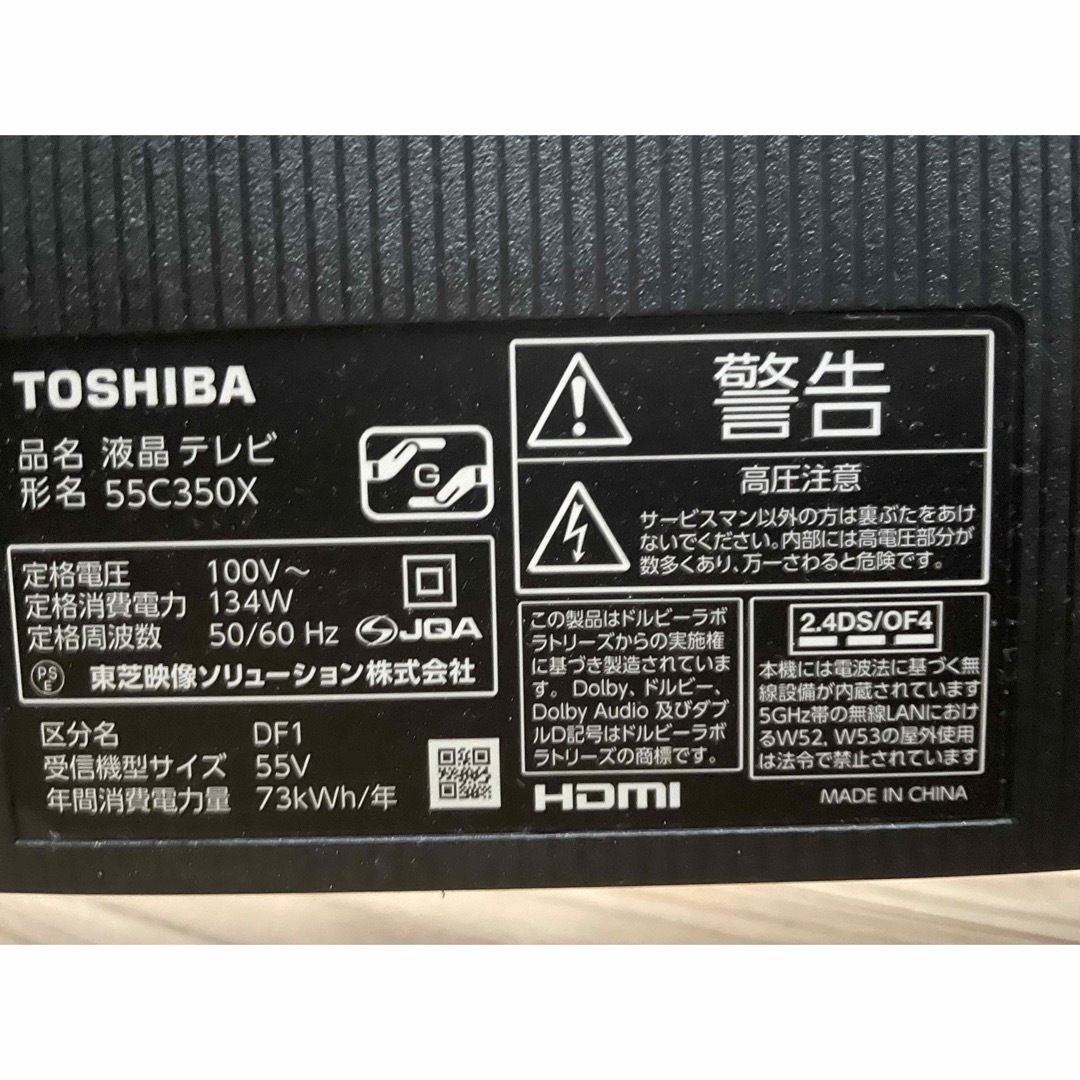 TOSHIBA
品名 液晶 テレビ
形名 55C350X
G
定格電圧 100V～
定格消費電力 134W
定格周波数 50/60 Hz
JQA
PS
E
東芝映像ソリューション株式会社
区分名 DF1
受信機型サイズ 55V
年間消費電力量 73kWh/年
警告
高圧注意
サービスマン以外の方は裏ぶたをあけ
ないでください。内部には高電圧部分が
数多くあり、万一さわると危険です。
この製品はドルビーラボ
ラトリーズからの実施権
に基づき製造されていま
す。Dolby、ドルビー、
Dolby Audio 及びダブ
ルD記号はドルビーラボ
ラトリーズの商標です。
HDMI
2.4DS/OF4
本機には電波法に基づく無
線設備が内蔵されています
5GHz帯の無線LANにおけ
るW52, W53の屋外使用
は法令で禁止されています
MADE IN CHINA